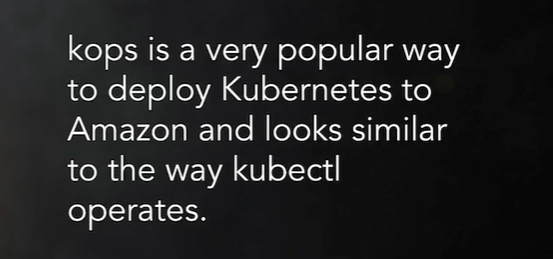 kops is a very popular way
to deploy Kubernetes to
Amazon and looks similar
to the way kubectl
operates.